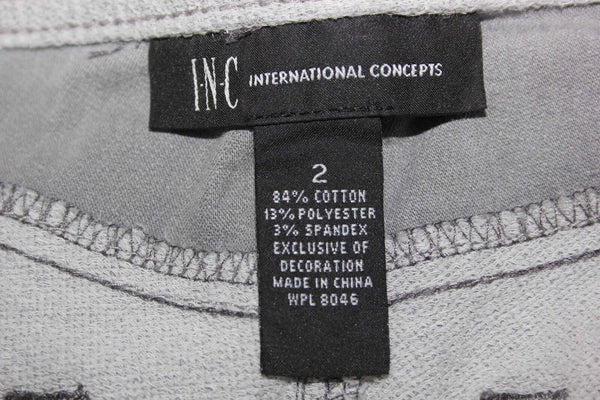 I·N·C INTERNATIONAL CONCEPTS
2
84% COTTON
13% POLYESTER
3% SPANDEX
EXCLUSIVE OF
DECORATION
MADE IN CHINA
WPL 8046